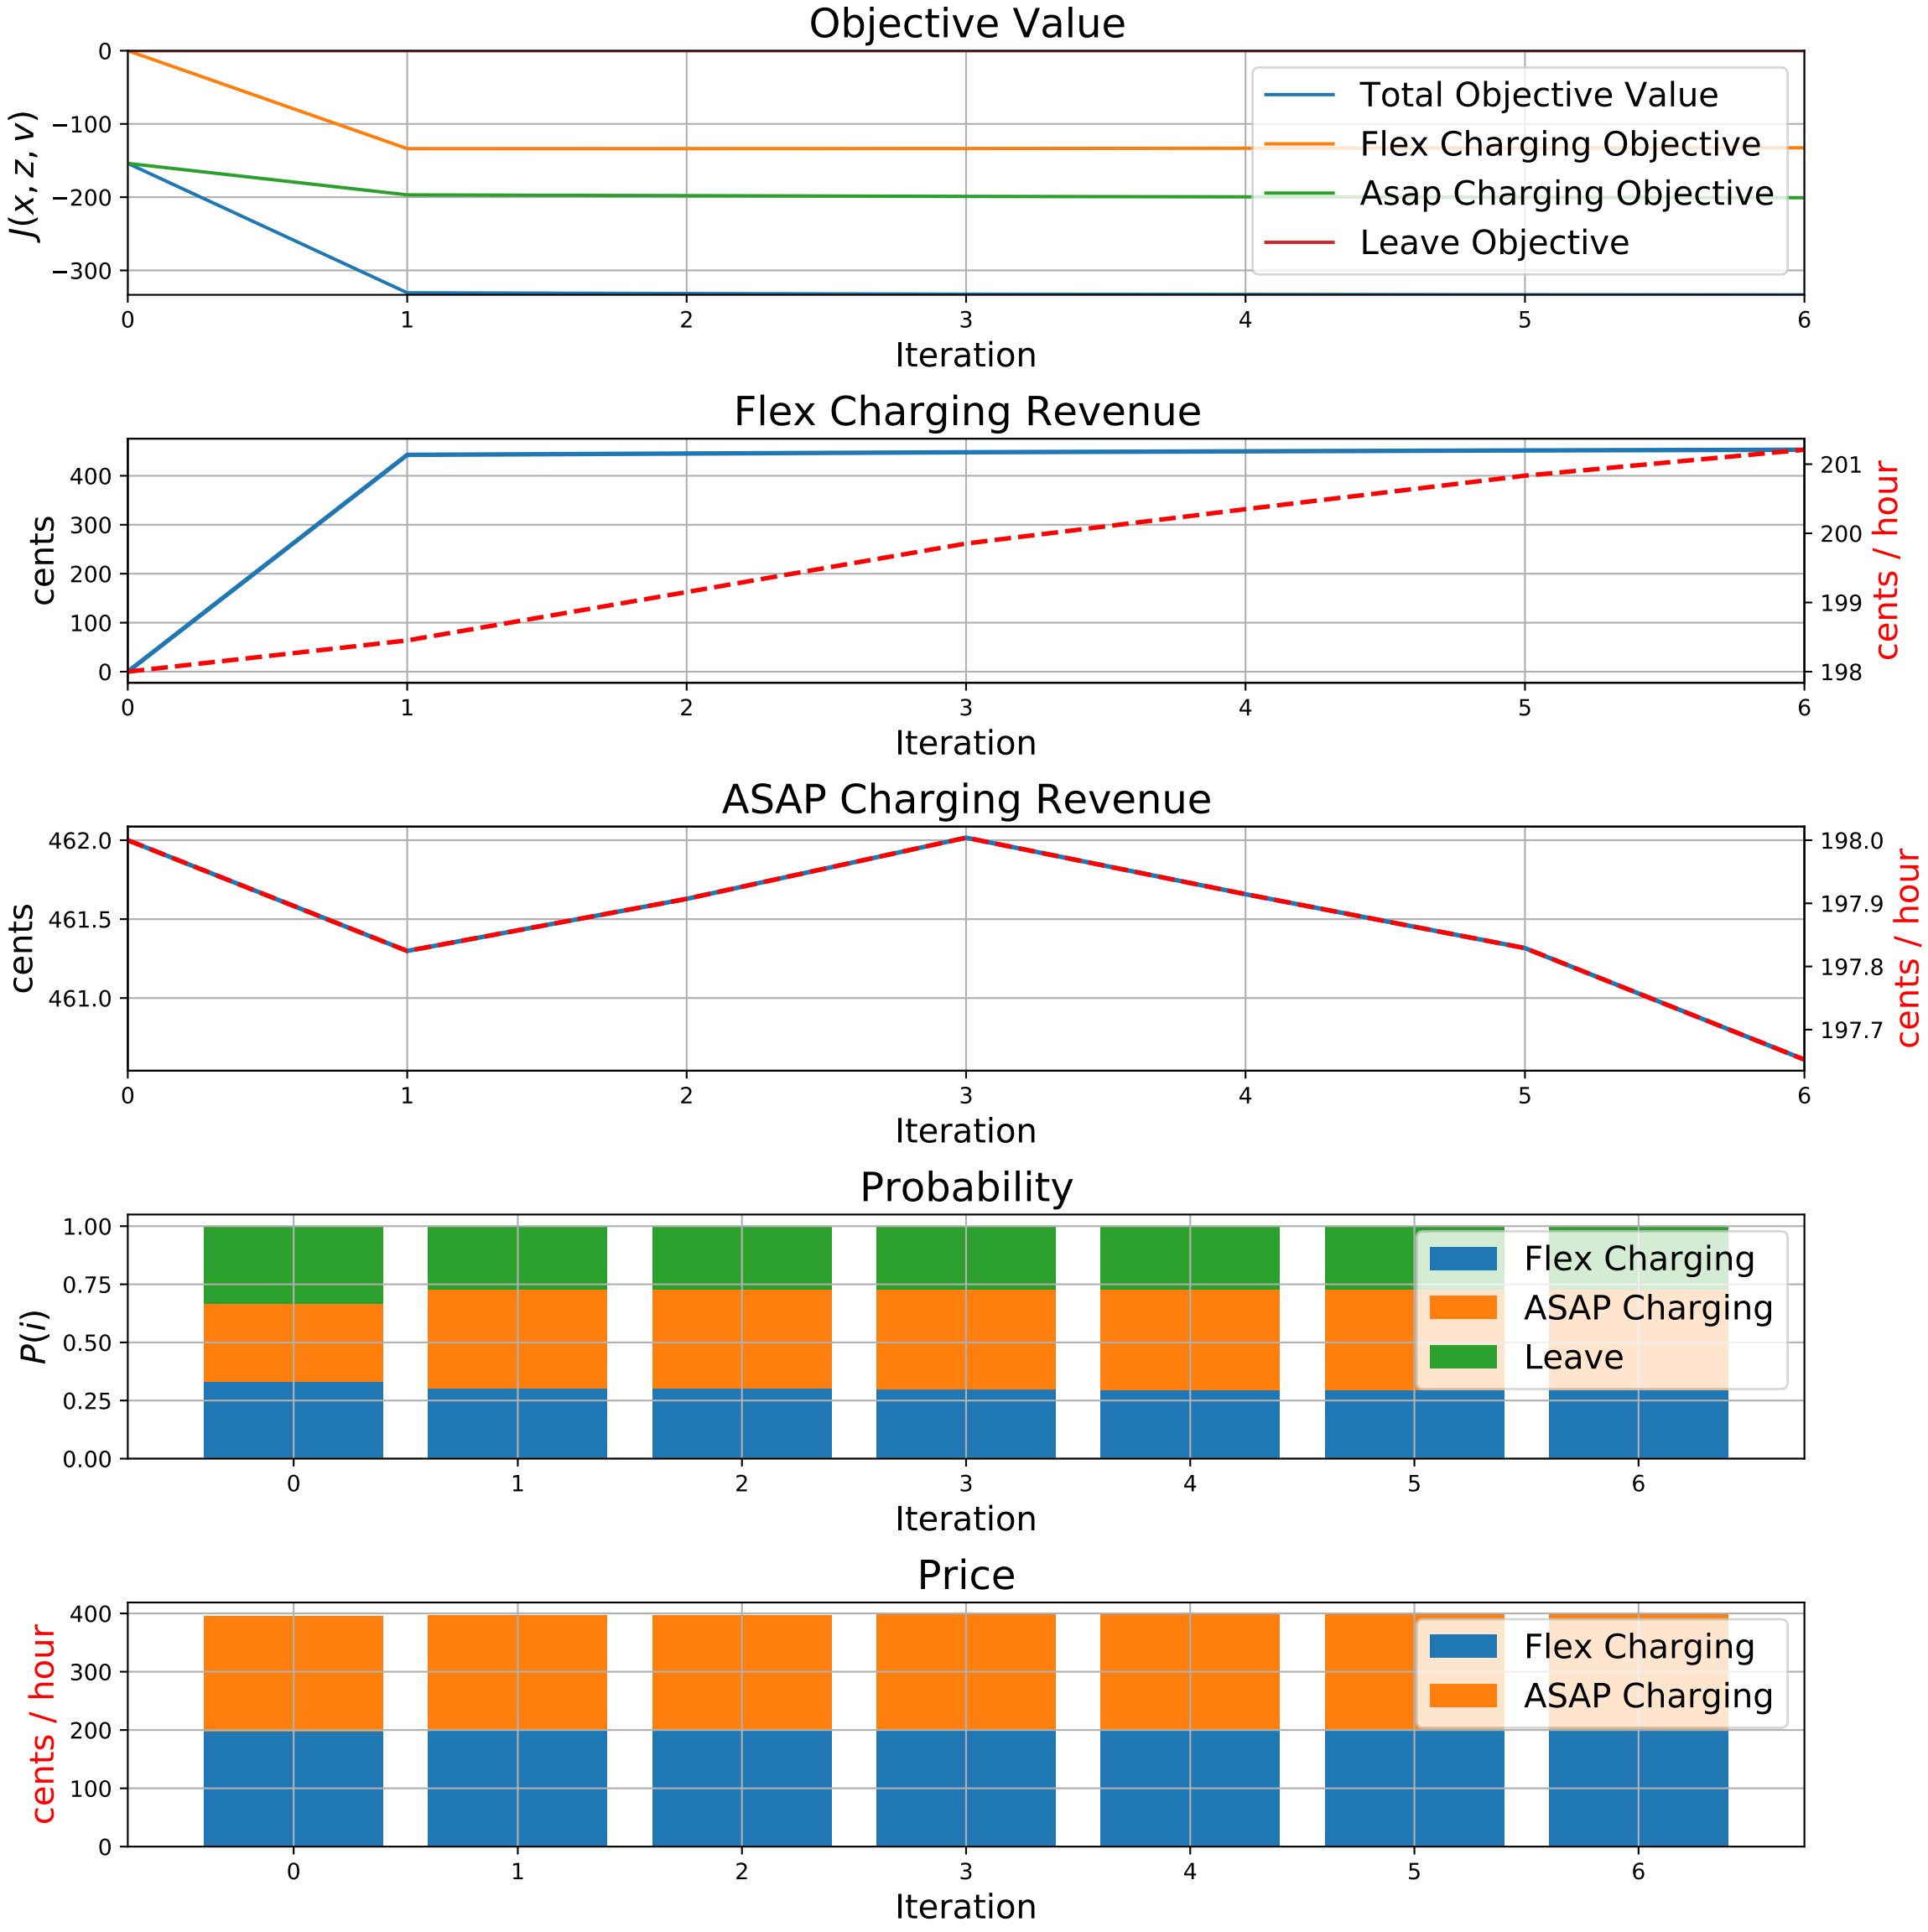 Objective Value
0
−100
−200
−300
J(x, z, v)
Total Objective Value
Flex Charging Objective
Asap Charging Objective
Leave Objective
0 1 2 3 4 5 6
Iteration
Flex Charging Revenue
400
300
200
100
0
cents
201
200
199
198
cents / hour
0 1 2 3 4 5 6
Iteration
ASAP Charging Revenue
462.0
461.5
461.0
cents
198.0
197.9
197.8
197.7
cents / hour
0 1 2 3 4 5 6
Iteration
Probability
1.00
0.75
0.50
0.25
0.00
P(i)
Flex Charging
ASAP Charging
Leave
0 1 2 3 4 5 6
Iteration
Price
400
300
200
100
0
cents / hour
Flex Charging
ASAP Charging
0 1 2 3 4 5 6
Iteration